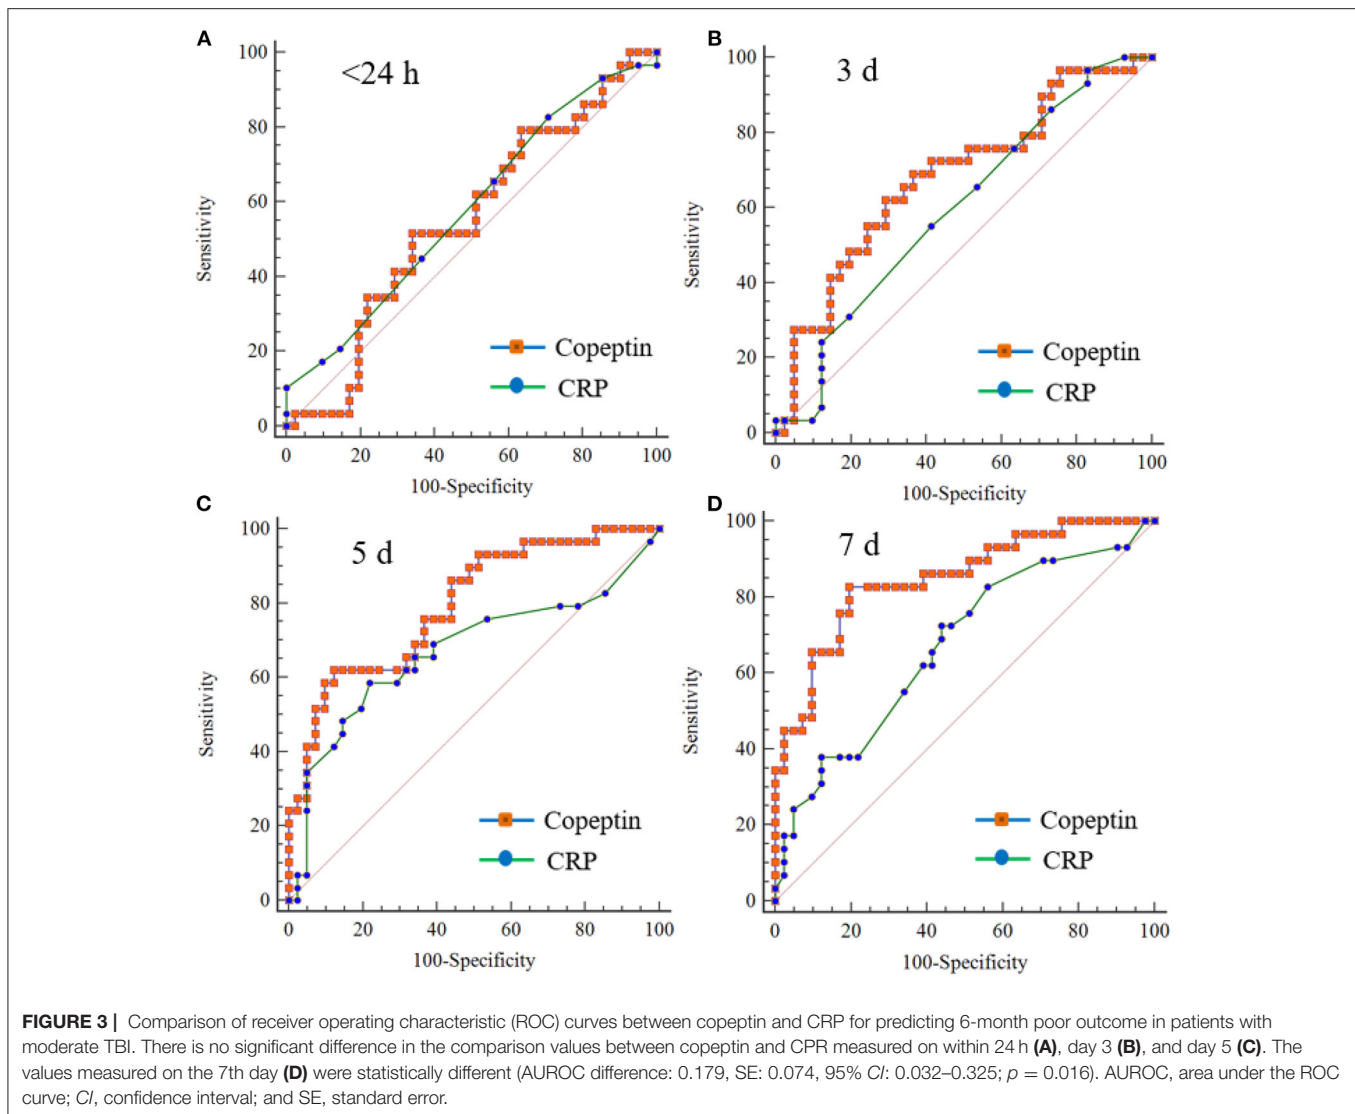 A
<24 h
100
80
60
40
20
0
Sensitivity
Copeptin
CRP
0 20 40 60 80 100
100-Specificity
B
3 d
100
80
60
40
20
0
Sensitivity
Copeptin
CRP
0 20 40 60 80 100
100-Specificity
C
5 d
100
80
60
40
20
0
Sensitivity
Copeptin
CRP
0 20 40 60 80 100
100-Specificity
D
7 d
100
80
60
40
20
0
Sensitivity
Copeptin
CRP
0 20 40 60 80 100
100-Specificity
FIGURE 3 | Comparison of receiver operating characteristic (ROC) curves between copeptin and CRP for predicting 6-month poor outcome in patients with
moderate TBI. There is no significant difference in the comparison values between copeptin and CPR measured on within 24 h (A), day 3 (B), and day 5 (C). The
values measured on the 7th day (D) were statistically different (AUROC difference: 0.179, SE: 0.074, 95% CI: 0.032–0.325; p = 0.016). AUROC, area under the ROC
curve; CI, confidence interval; and SE, standard error.